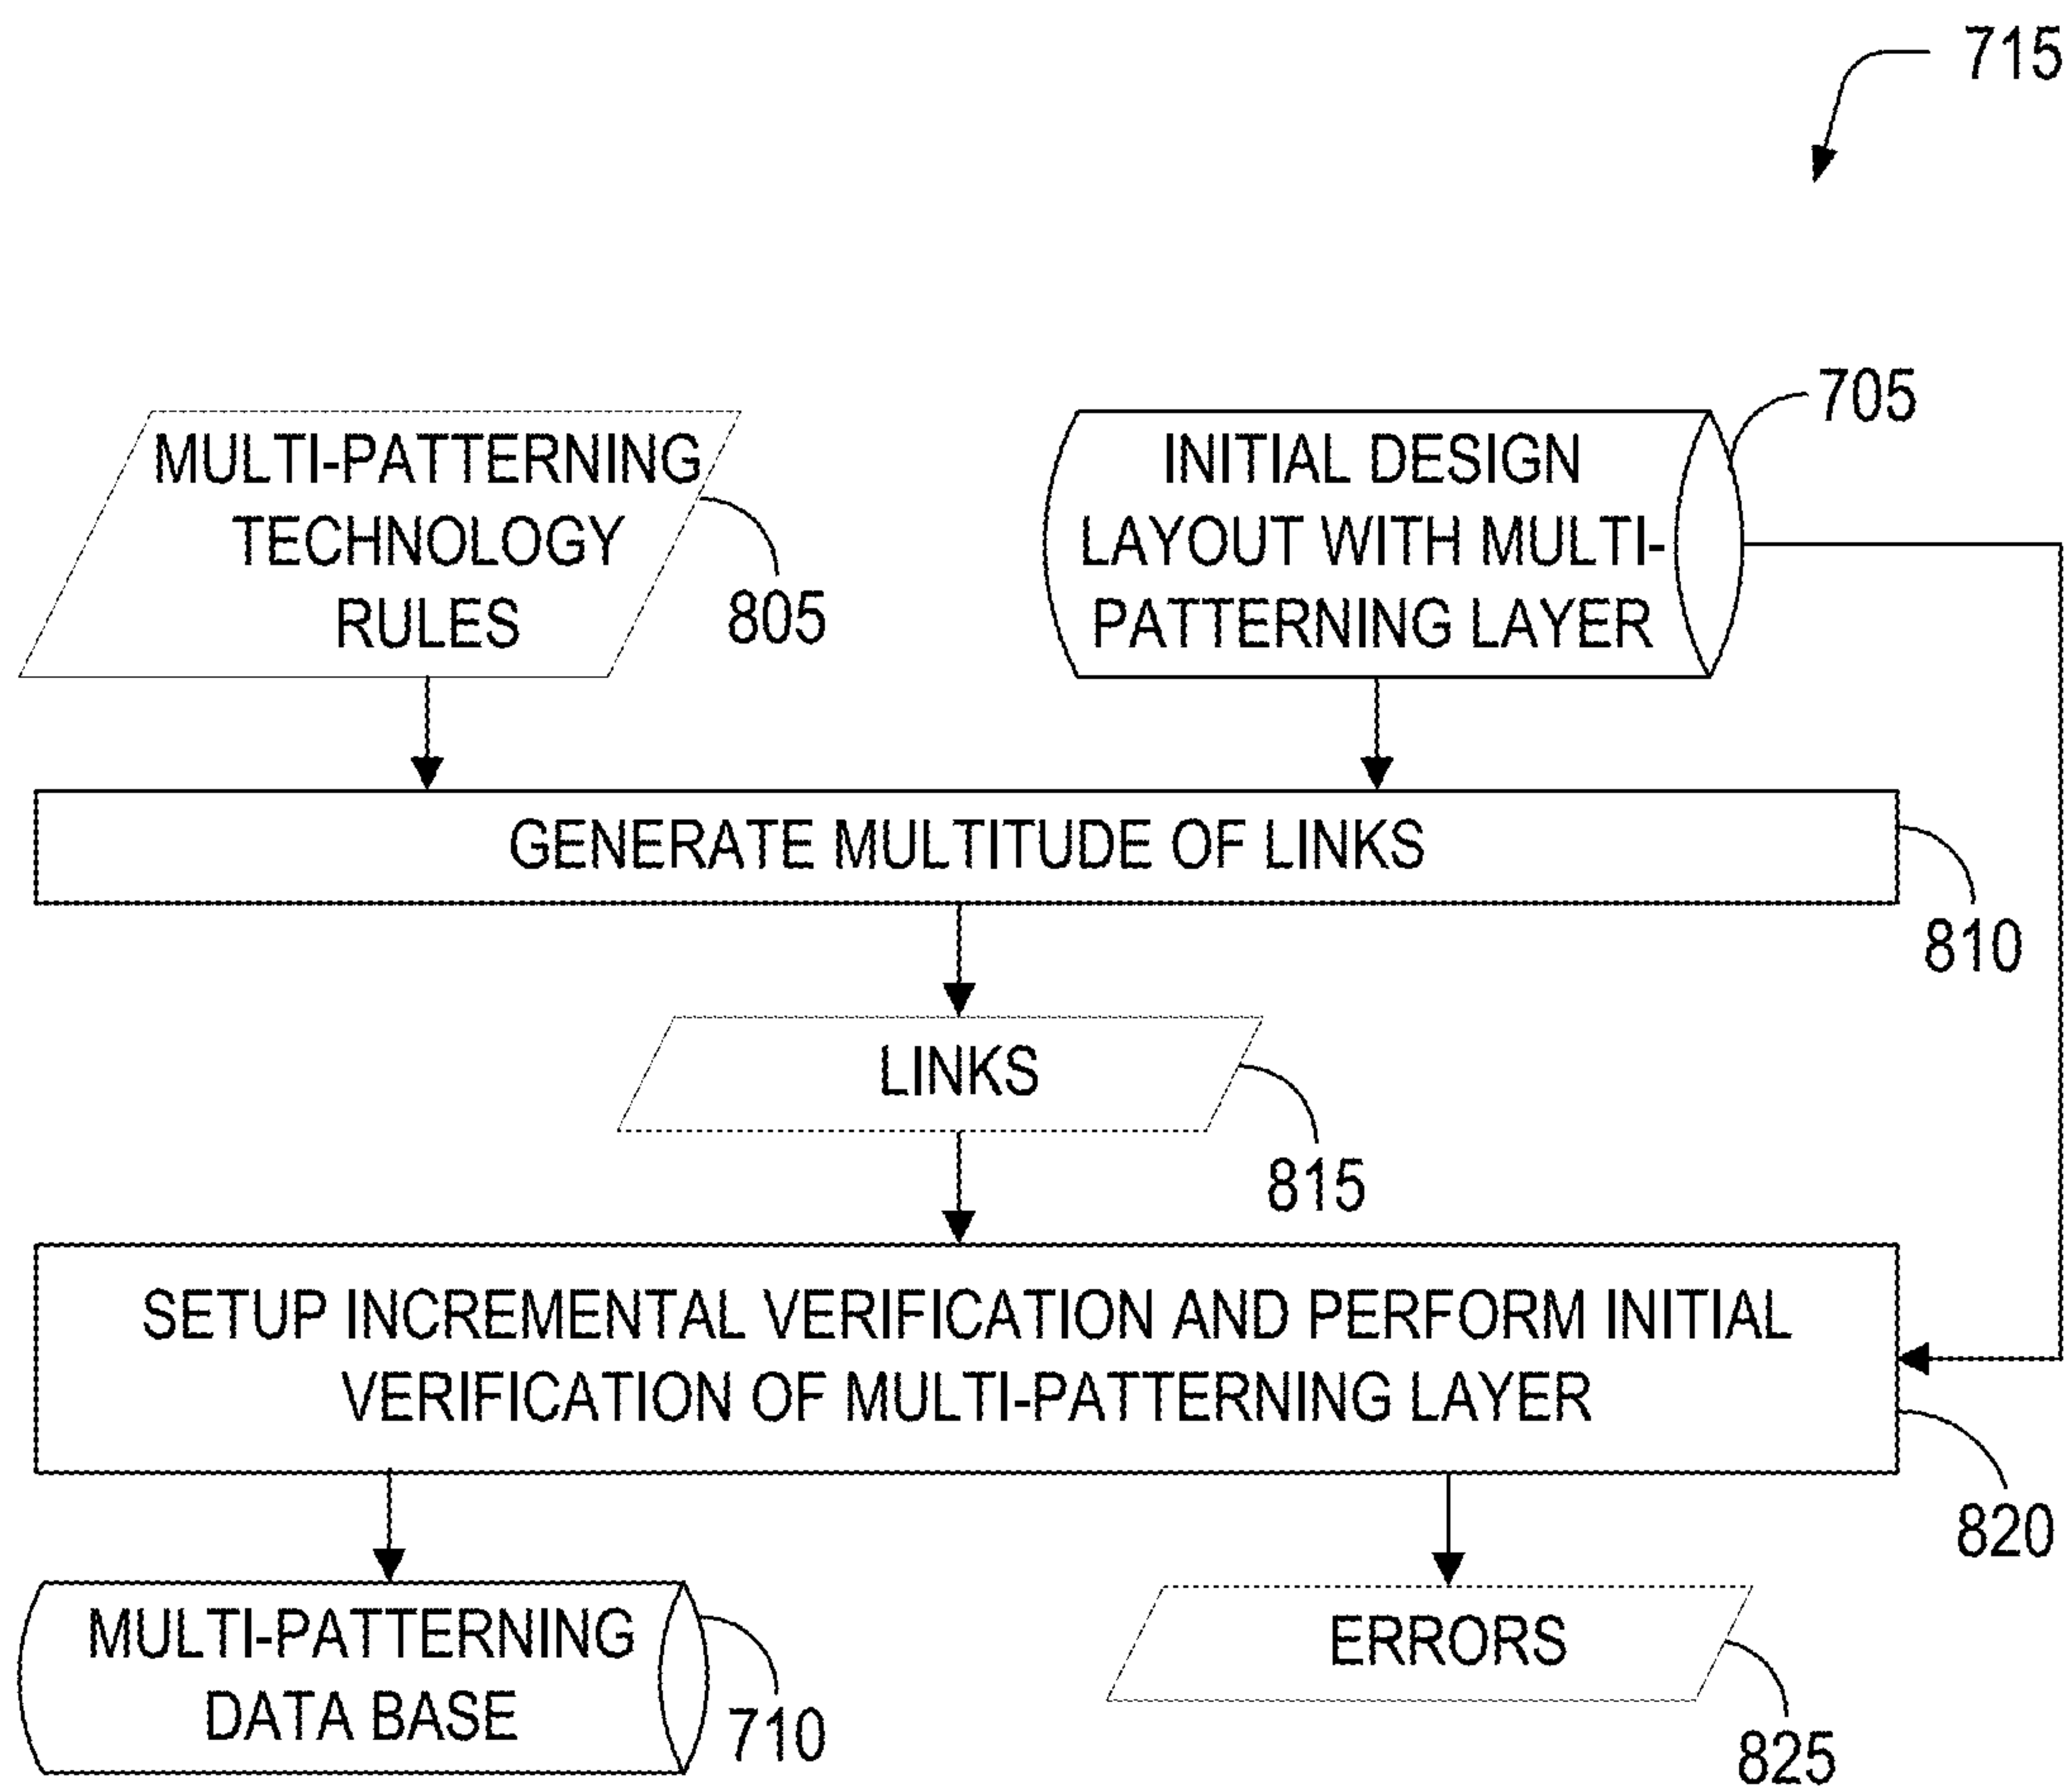 715
705
MULTI-PATTERNING
TECHNOLOGY
RULES
805
INITIAL DESIGN
LAYOUT WITH MULTI-
PATTERNING LAYER
GENERATE MULTITUDE OF LINKS
810
LINKS
815
SETUP INCREMENTAL VERIFICATION AND PERFORM INITIAL
VERIFICATION OF MULTI-PATTERNING LAYER
820
MULTI-PATTERNING
DATA BASE
710
ERRORS
825